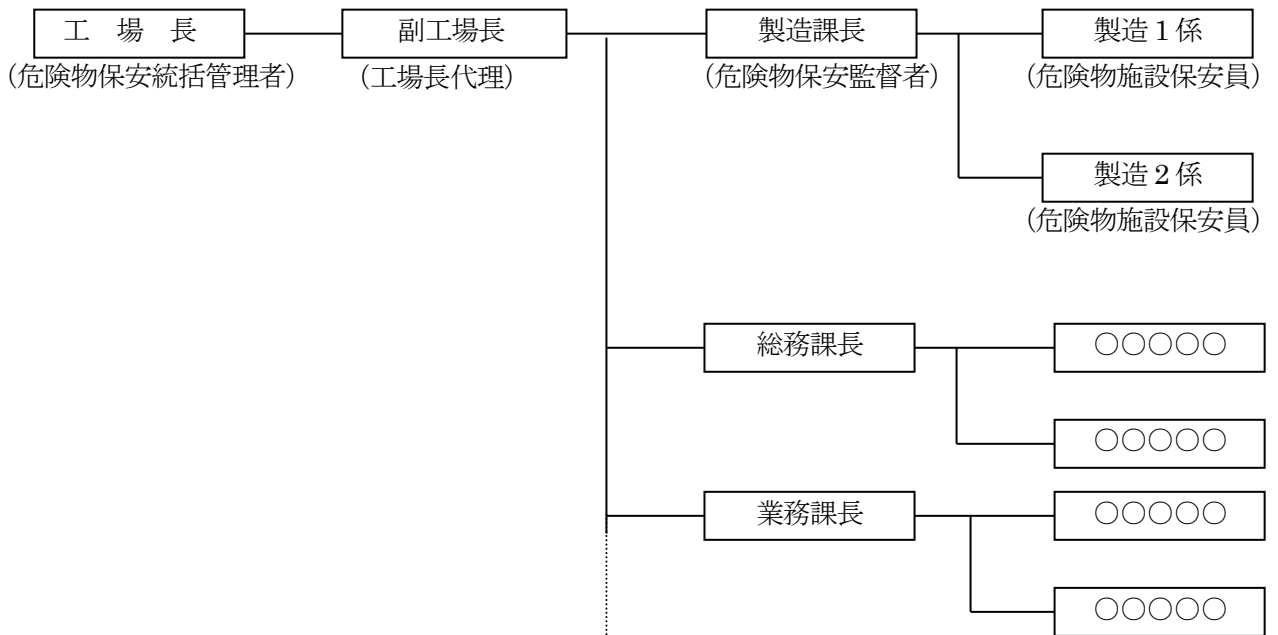 工 場 長 副工場長 製造課長 製造1係
(危険物保安統括管理者) (工場長代理) (危険物保安監督者) (危険物施設保安員)
製造2係
(危険物施設保安員)
総務課長 ○○○○○
○○○○○
業務課長 ○○○○○
○○○○○